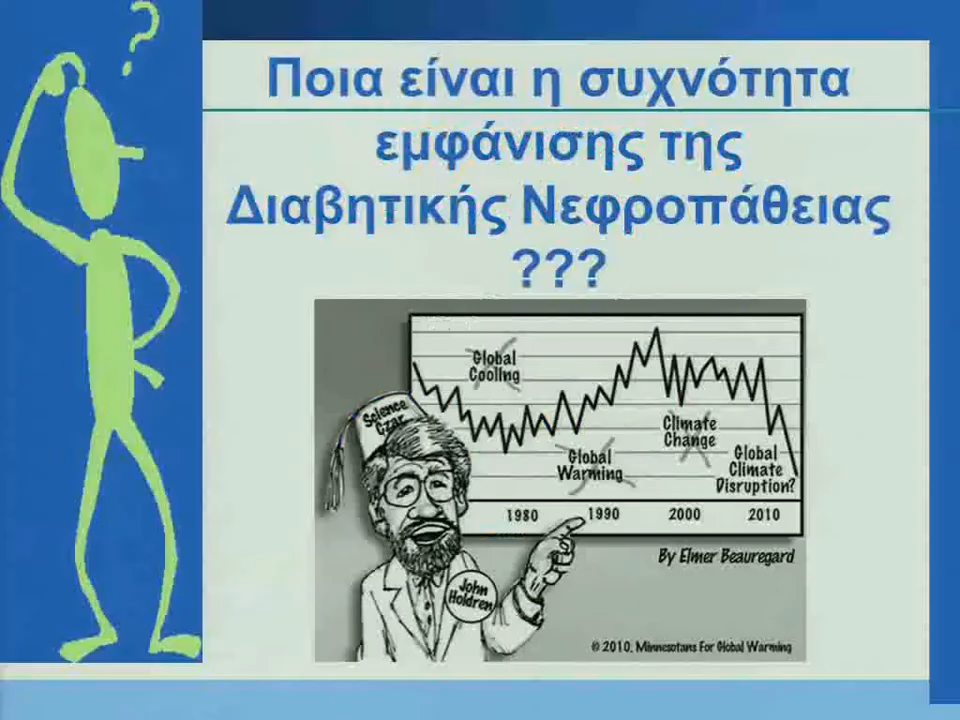 ?
Ποια είναι η συχνότητα
εμφάνισης της
Διαβητικής Νεφροπάθειας
???
Global
Cooling
Science
Czar
Climate
Change
Global
Warming
Global
Climate
Disruption?
1980 1990 2000 2010
By Elmer Beauregard
John
Holdren
© 2010, Minnesotans For Global Warming